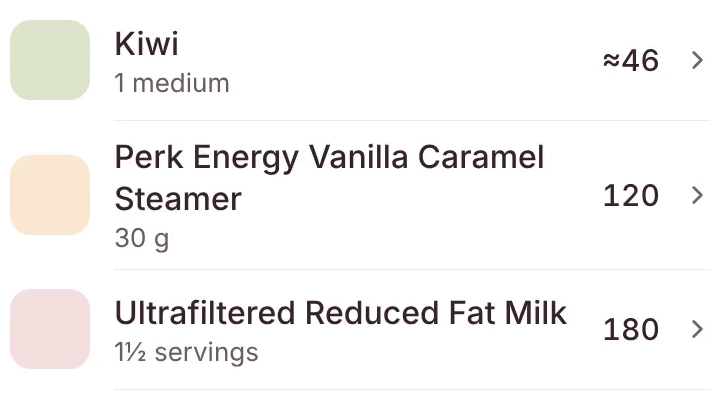 Kiwi
1 medium
≈46
Perk Energy Vanilla Caramel
Steamer
30 g
120
Ultrafiltered Reduced Fat Milk
1½ servings
180